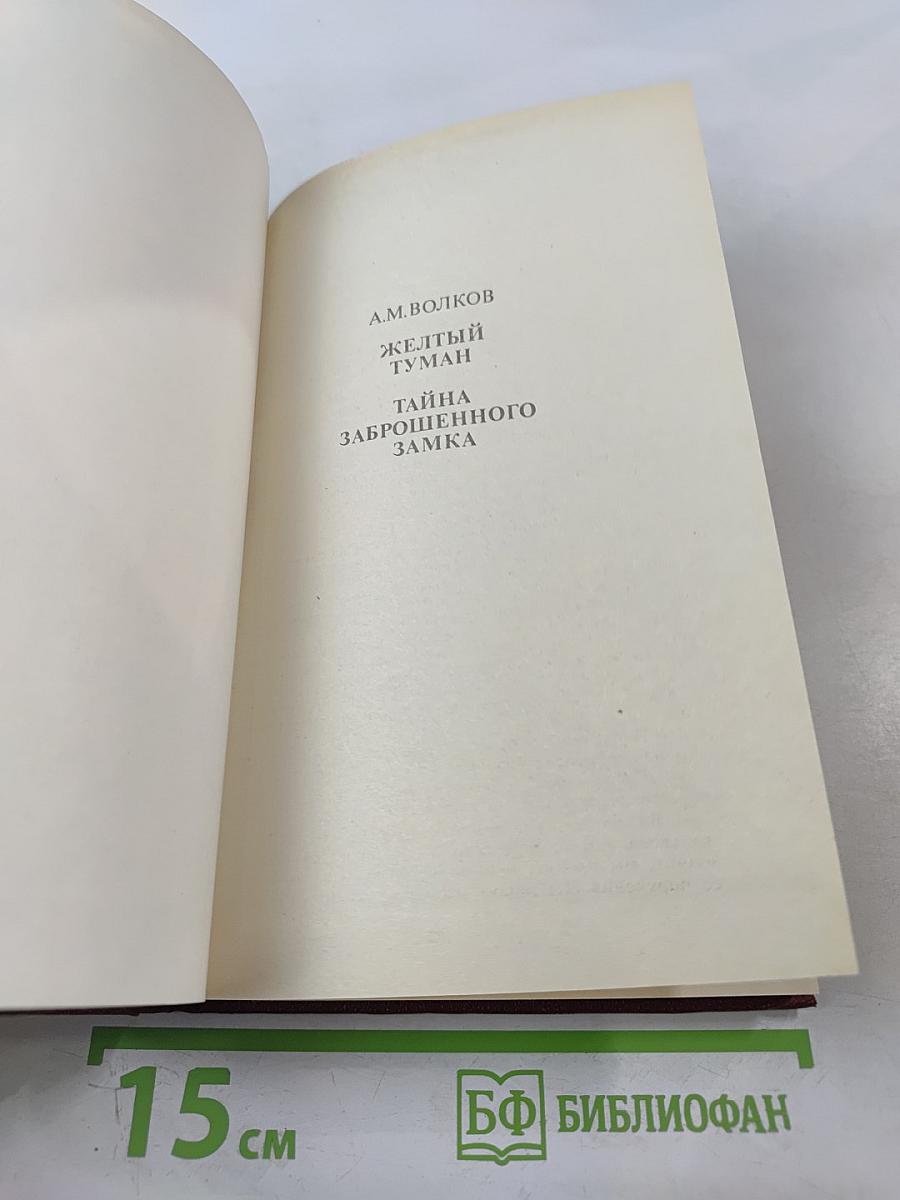 А.М.ВОЛКОВ
ЖЕЛТЫЙ
ТУМАН
ТАЙНА
ЗАБРОШЕННОГО
ЗАМКА
15 см
БФ БИБЛИОФАН